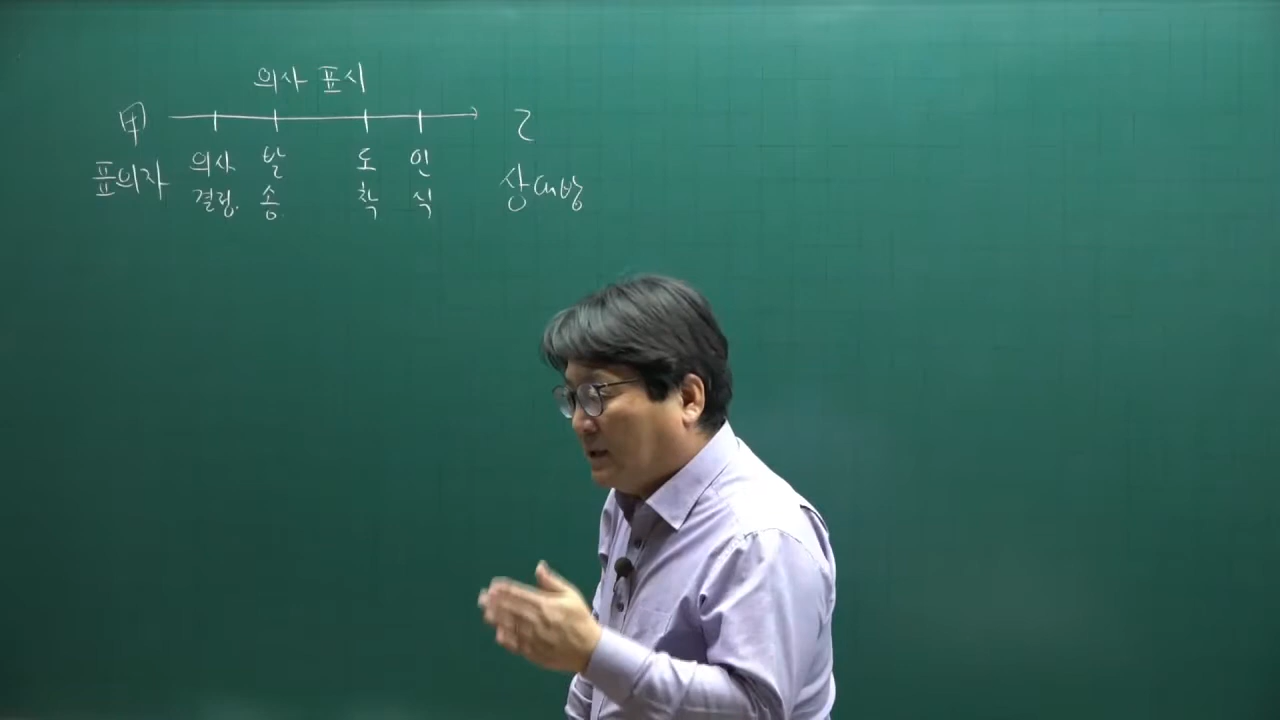 의사 표시
甲 乙
표의자 의사 발 도 인 상대방
결정. 송. 착 식